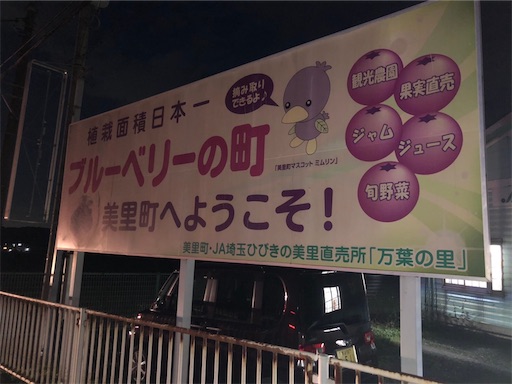 植栽面積日本一
ブルーベリーの町
美里町へようこそ!
摘み取り
できるよ♪
「美里町マスコット ミムリン」
観光農園
果実直売
ジャム
ジュース
旬野菜
美里町・JA埼玉ひびきの美里直売所「万葉の里」